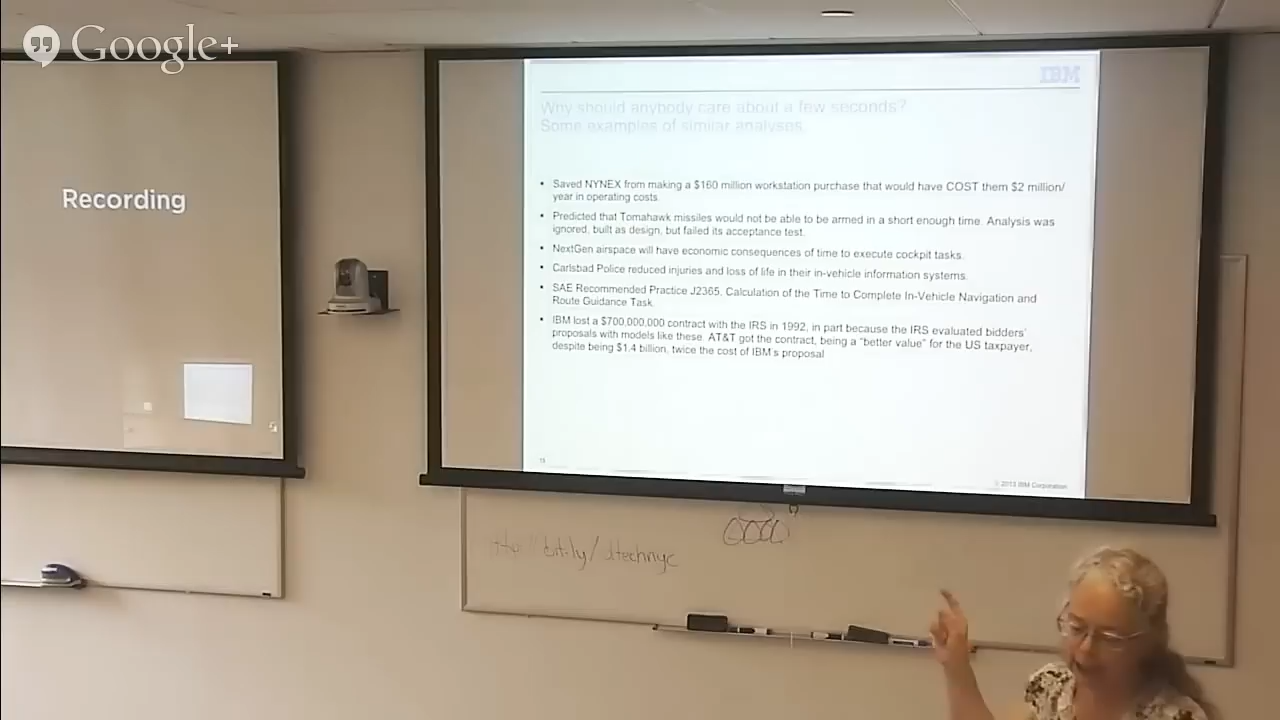 Google+
Recording
IBM
Why should anybody care about a few seconds?
Some examples of similar analyses.
• Saved NYNEX from making a $160 million workstation purchase that would have COST them $2 million/
year in operating costs.
• Predicted that Tomahawk missiles would not be able to be armed in a short enough time. Analysis was
ignored, built as design, but failed its acceptance test.
• NextGen airspace will have economic consequences of time to execute cockpit tasks.
• Carlsbad Police reduced injuries and loss of life in their in-vehicle information systems.
• SAE Recommended Practice J2365, Calculation of the Time to Complete In-Vehicle Navigation and
Route Guidance Task.
• IBM lost a $700,000,000 contract with the IRS in 1992, in part because the IRS evaluated bidders'
proposals with models like these. AT&T got the contract, being a "better value" for the US taxpayer,
despite being $1.4 billion, twice the cost of IBM's proposal
© 2013 IBM Corporation
bit.ly/dtechnyc